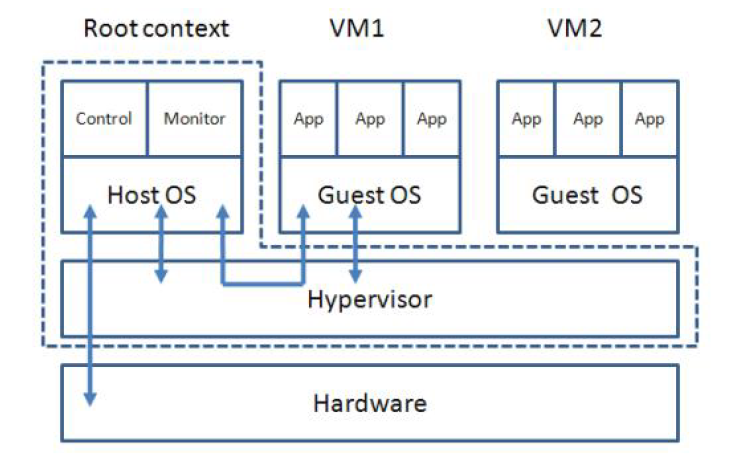 Root context VM1 VM2
Control Monitor App App App App App App
Host OS Guest OS Guest OS
Hypervisor
Hardware